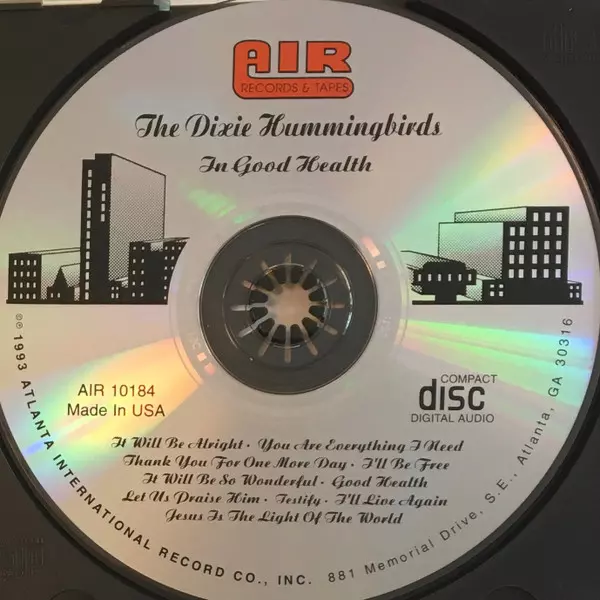 AIR
RECORDS & TAPES
The Dixie Hummingbirds
In Good Health
AIR 10184
Made In USA
COMPACT
disc
DIGITAL AUDIO
It Will Be Alright · You Are Everything I Need
Thank You For One More Day · I'll Be Free
It Will Be So Wonderful · Good Health
Let Us Praise Him · Testify · I'll Live Again
Jesus Is The Light Of The World
℗ © 1993 ATLANTA INTERNATIONAL RECORD CO., INC. 881 Memorial Drive, S.E., Atlanta, GA 30316